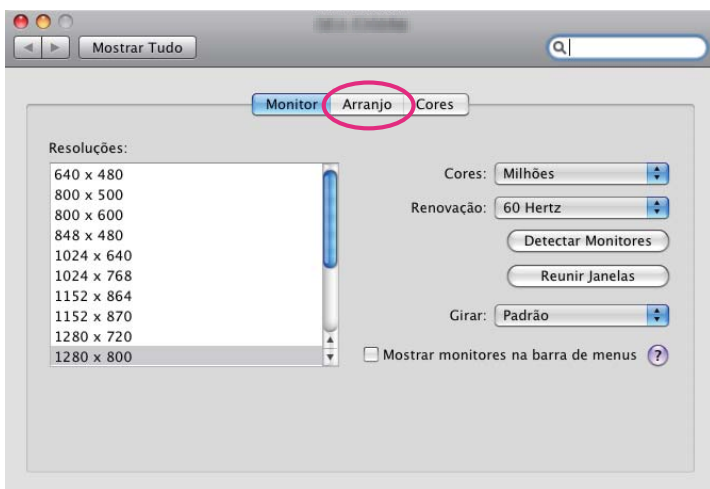 Mostrar Tudo
Monitor Arranjo Cores
Resoluções:
640 x 480
800 x 500
800 x 600
848 x 480
1024 x 640
1024 x 768
1152 x 864
1152 x 870
1280 x 720
1280 x 800
Cores: Milhões
Renovação: 60 Hertz
Detectar Monitores
Reunir Janelas
Girar: Padrão
Mostrar monitores na barra de menus ?